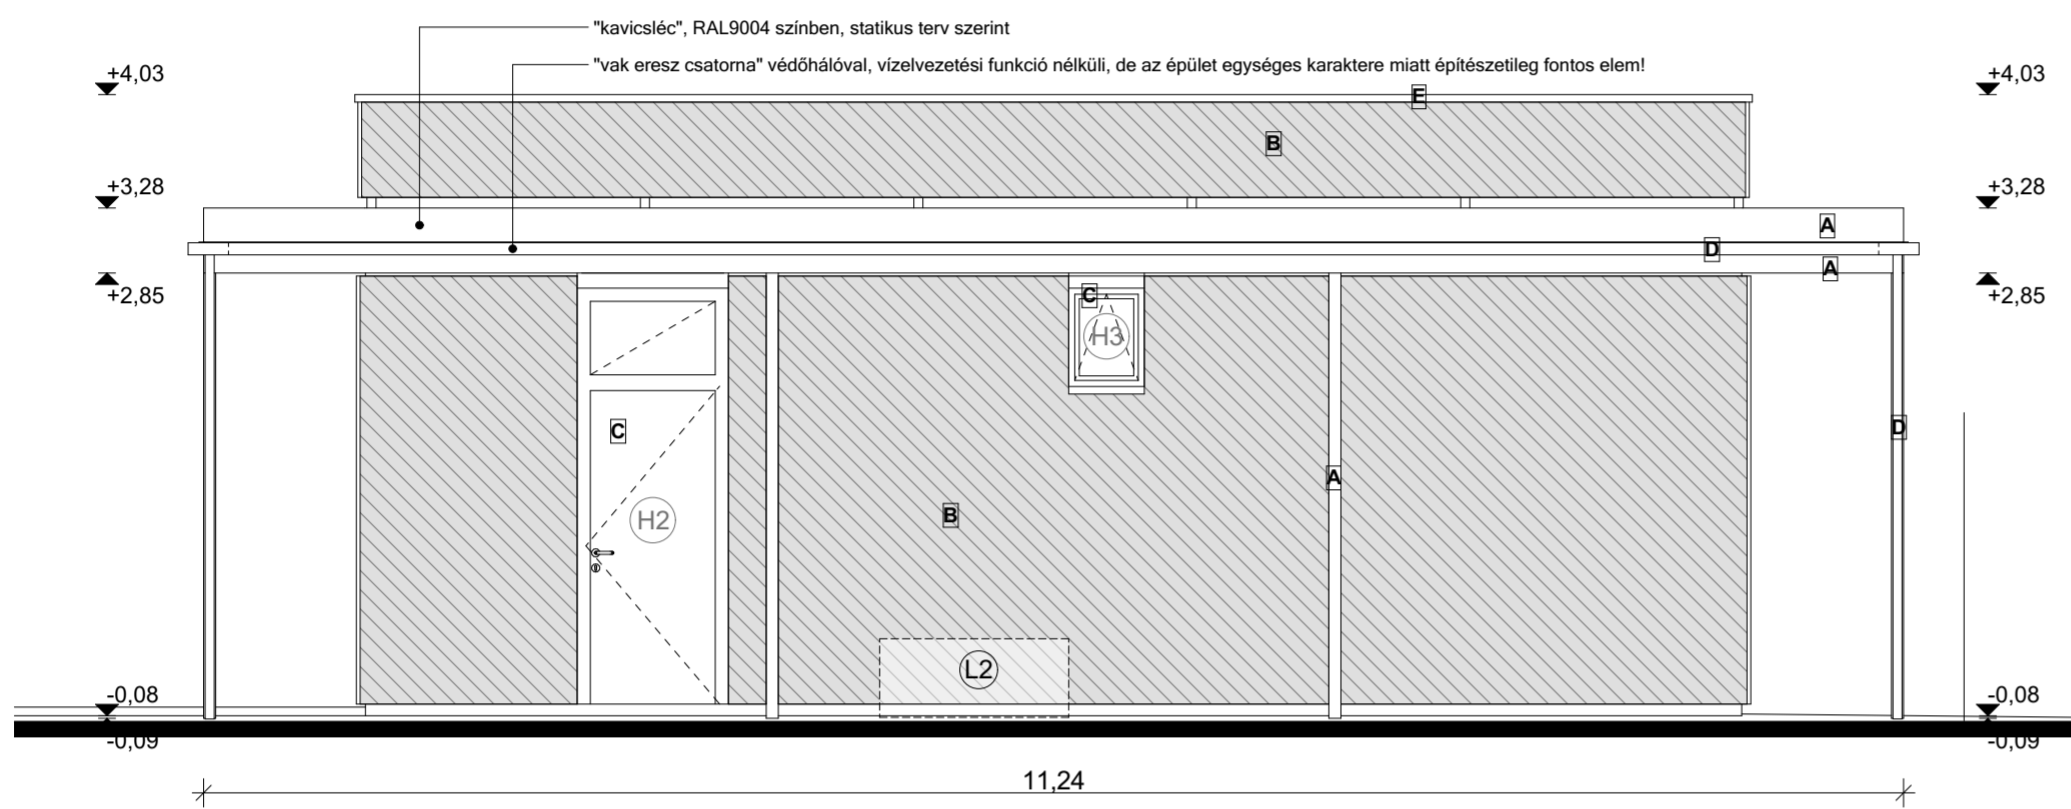 "kavicsléc", RAL9004 színben, statikus terv szerint
"vak eresz csatorna" védőhálóval, vízelvezetési funkció nélküli, de az épület egységes karaktere miatt építészetileg fontos elem!
+4,03
+4,03
E
B
+3,28
+3,28
A
D
A
+2,85
+2,85
C
H3
C
D
A
B
H2
L2
-0,08
-0,08
-0,09
-0,09
11,24